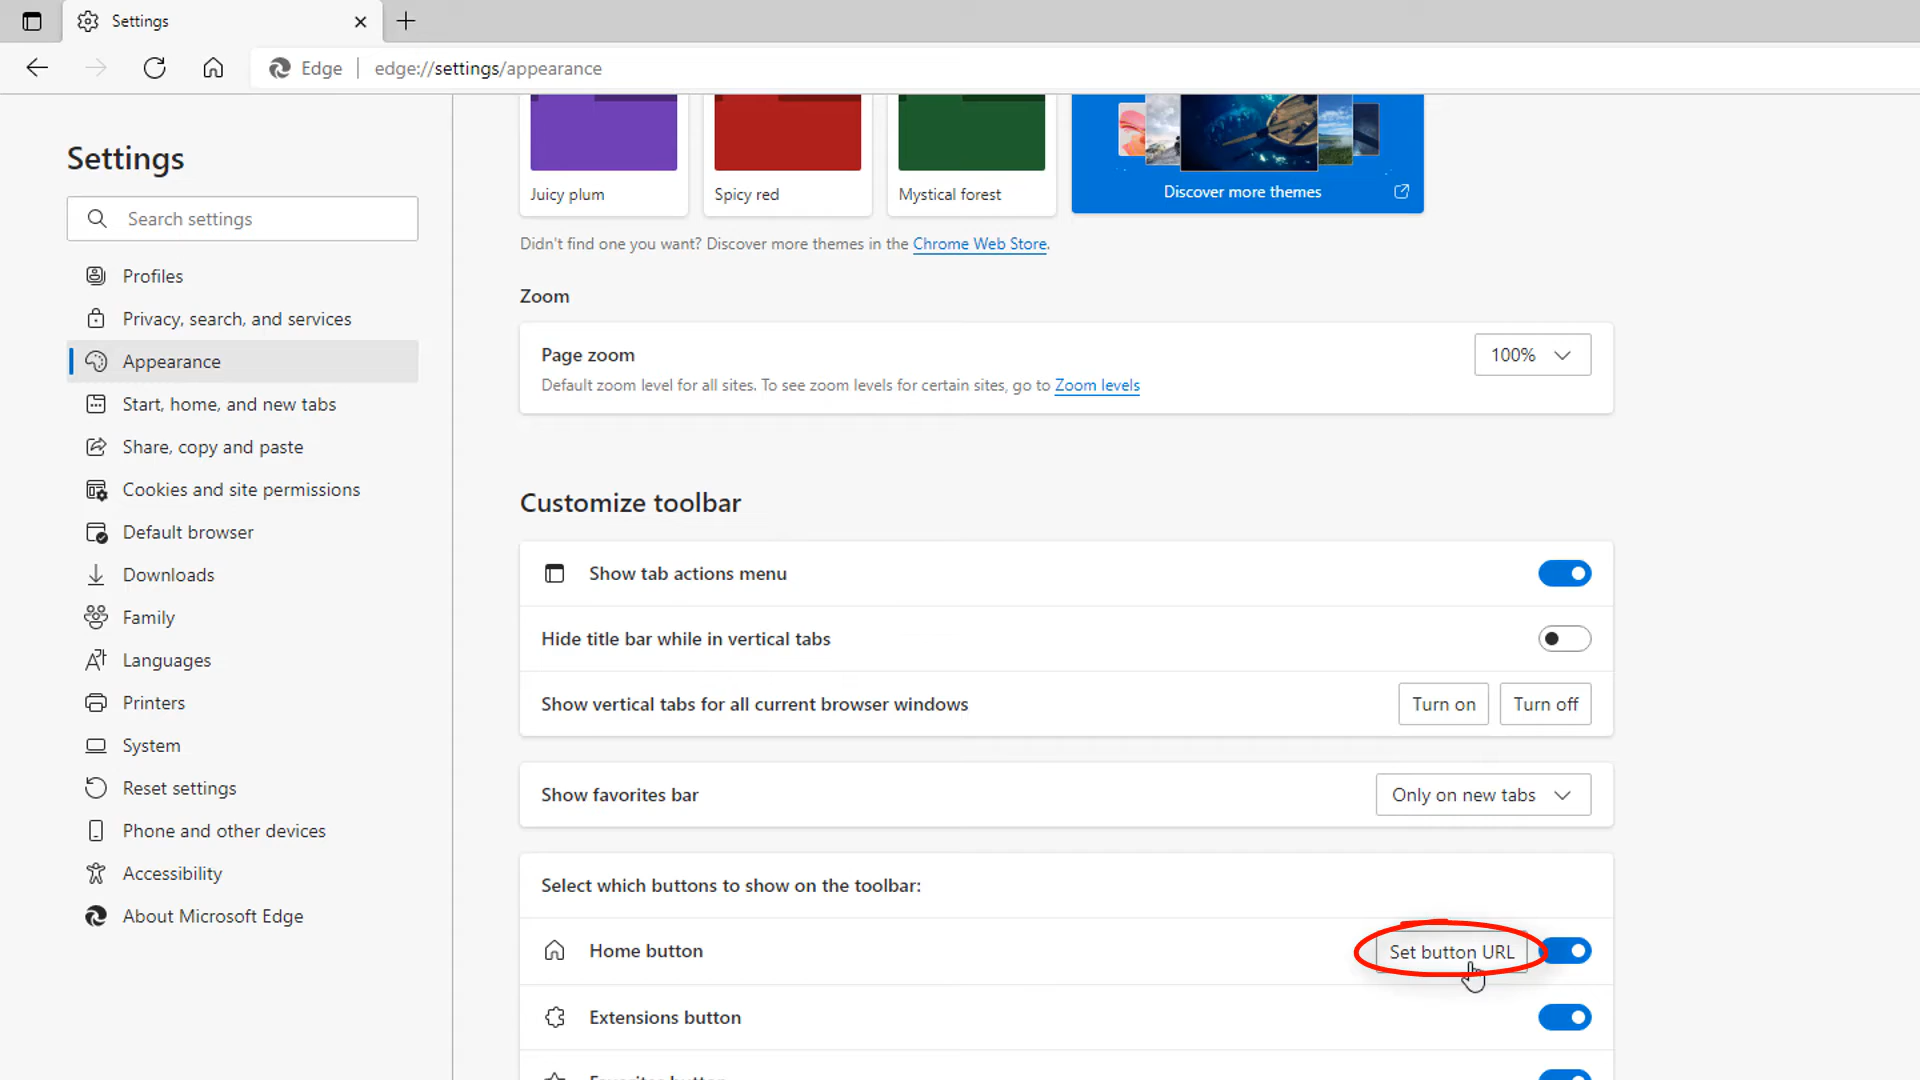 Settings
Edge
edge://settings/appearance
Settings
Search settings
Profiles
Privacy, search, and services
Appearance
Start, home, and new tabs
Share, copy and paste
Cookies and site permissions
Default browser
Downloads
Family
Languages
Printers
System
Reset settings
Phone and other devices
Accessibility
About Microsoft Edge
Juicy plum
Spicy red
Mystical forest
Discover more themes
Didn't find one you want? Discover more themes in the Chrome Web Store.
Zoom
Page zoom
100%
Default zoom level for all sites. To see zoom levels for certain sites, go to Zoom levels
Customize toolbar
Show tab actions menu
Hide title bar while in vertical tabs
Show vertical tabs for all current browser windows
Turn on
Turn off
Show favorites bar
Only on new tabs
Select which buttons to show on the toolbar:
Home button
Set button URL
Extensions button
Favorites button